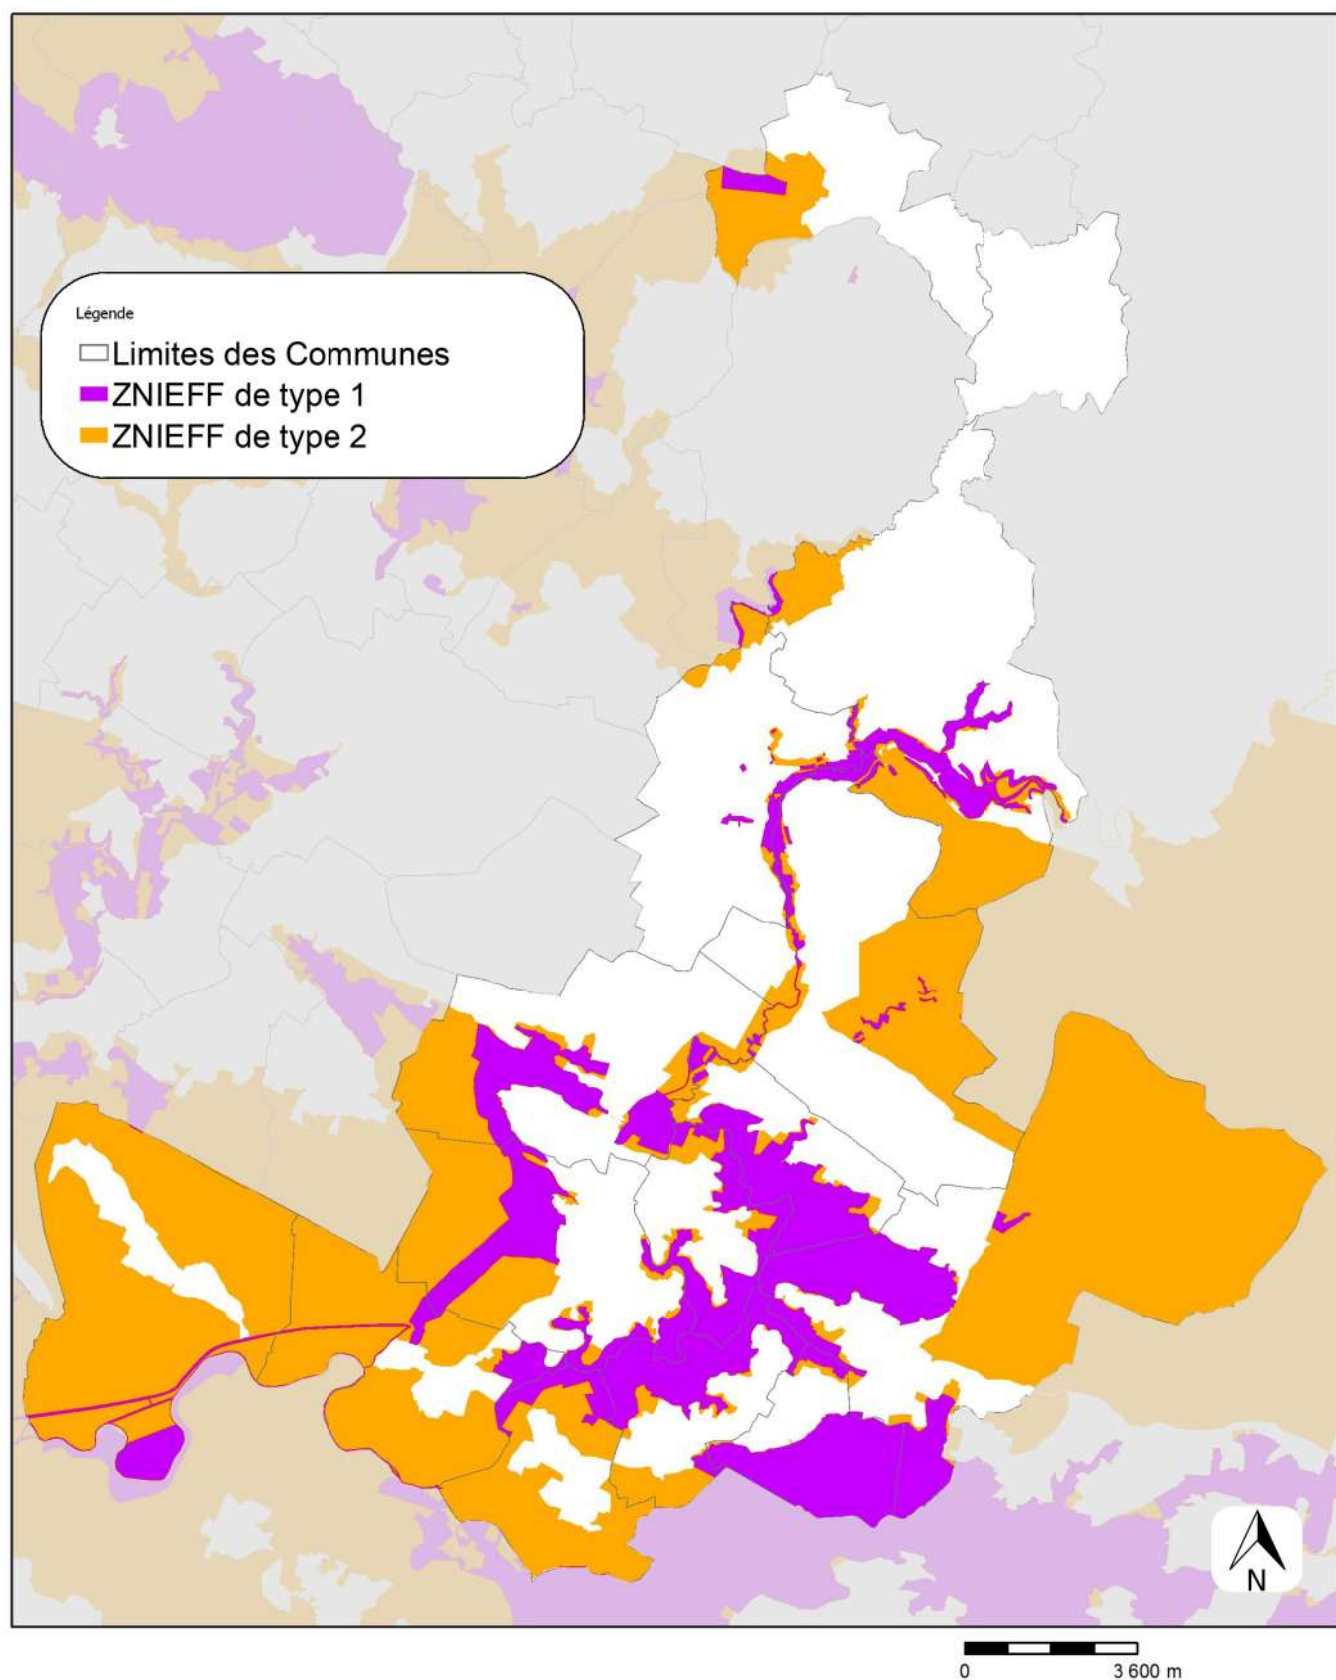 Légende
Limites des Communes
ZNIEFF de type 1
ZNIEFF de type 2
N
0 3 600 m